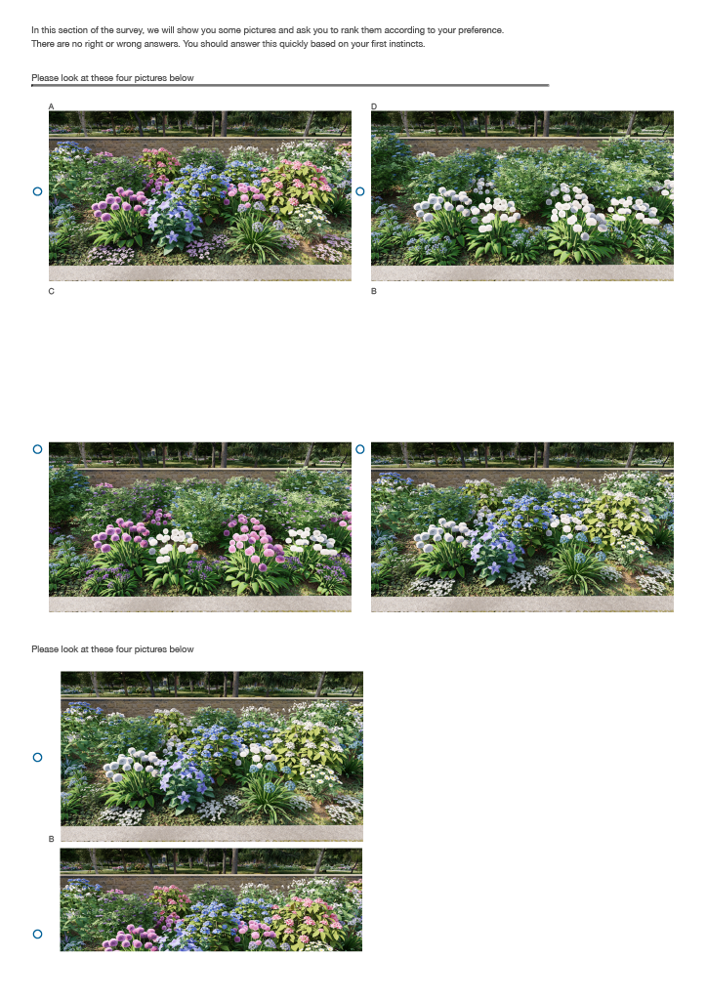 In this section of the survey, we will show you some pictures and ask you to rank them according to your preference.
There are no right or wrong answers. You should answer this quickly based on your first instincts.
Please look at these four pictures below
A
D
C
B
Please look at these four pictures below
B